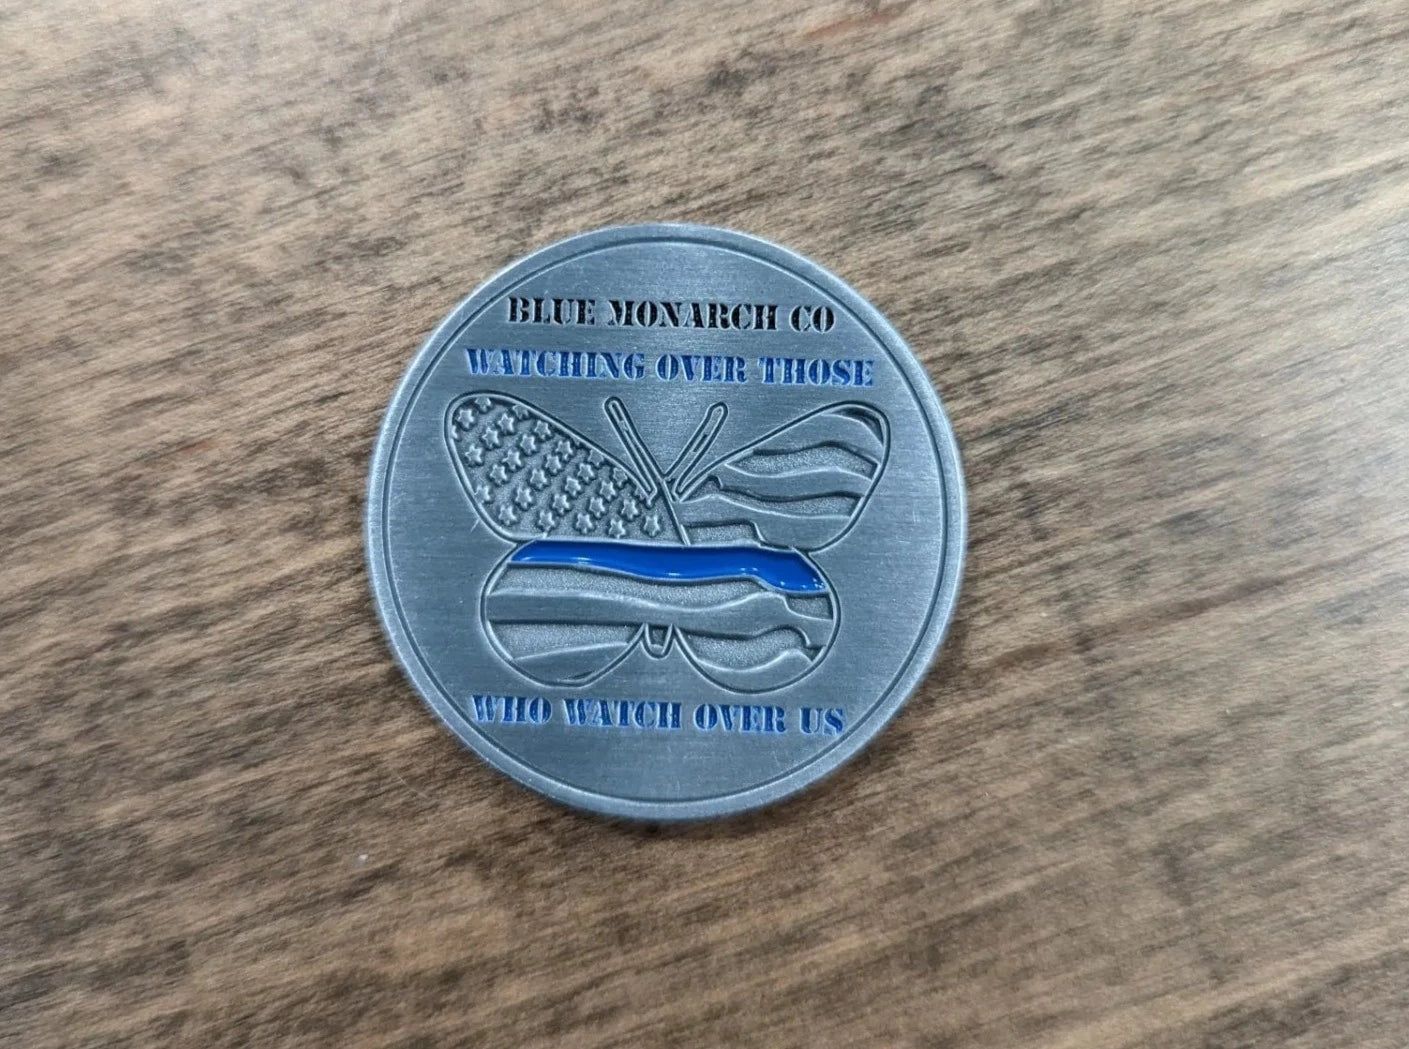 BLUE MONARCH CO
WATCHING OVER THOSE
WHO WATCH OVER US